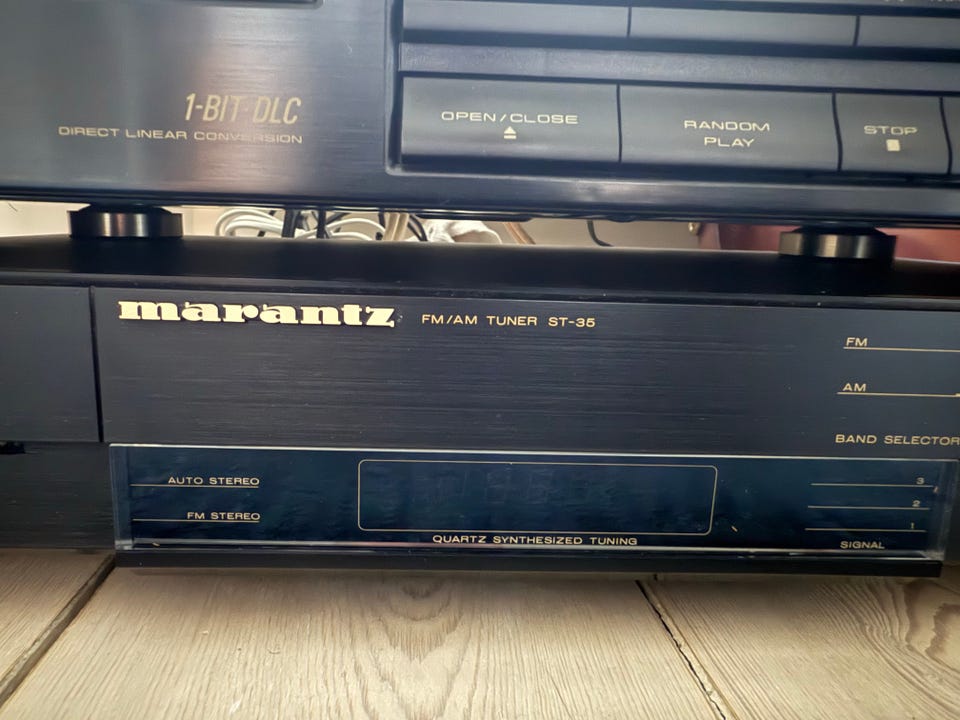 1-BIT·DLC
DIRECT LINEAR CONVERSION
OPEN/CLOSE
RANDOM
PLAY
STOP
marantz FM/AM TUNER ST-35
FM
AM
BAND SELECTOR
AUTO STEREO
FM STEREO
QUARTZ SYNTHESIZED TUNING
3
2
1
SIGNAL